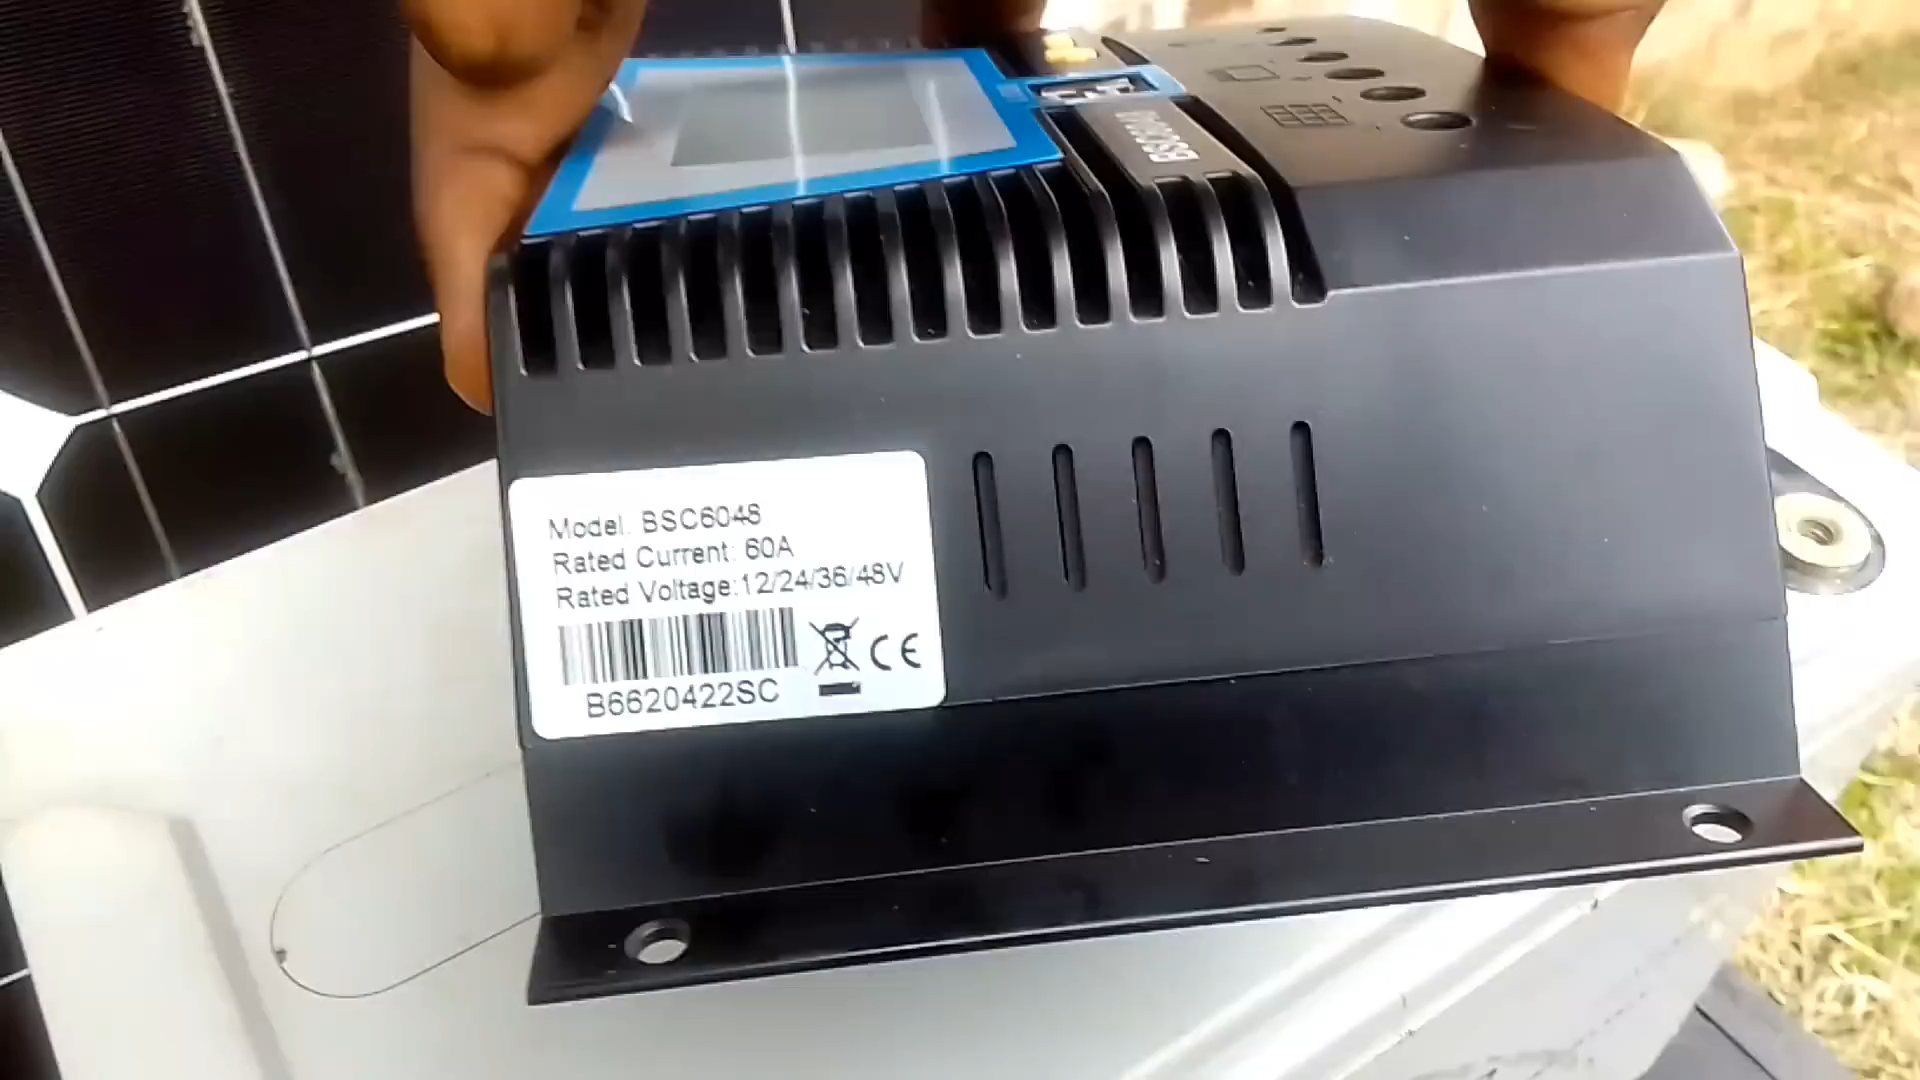 Model: BSC6048
Rated Current: 60A
Rated Voltage:12/24/36/48V
B6620422SC
CE